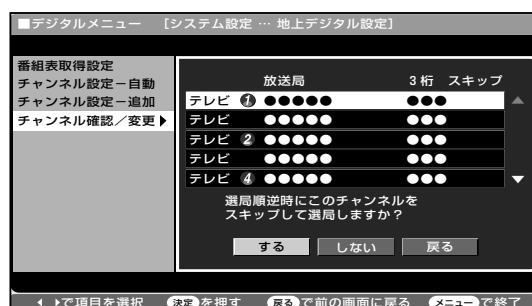 ■デジタルメニュー [システム設定 … 地上デジタル設定]
番組表取得設定
チャンネル設定－自動
チャンネル設定－追加
チャンネル確認／変更▶
放送局 3桁 スキップ
テレビ ❶ ●●●●● ●●● ▲
テレビ ●●●●● ●●●
テレビ ❷ ●●●●● ●●●
テレビ ●●●●● ●●●
テレビ ❹ ●●●●● ●●● ▼
選局順逆時にこのチャンネルを
スキップして選局しますか？
する しない 戻る
◀ ▶で項目を選択 決定を押す 戻るで前の画面に戻る メニューで終了